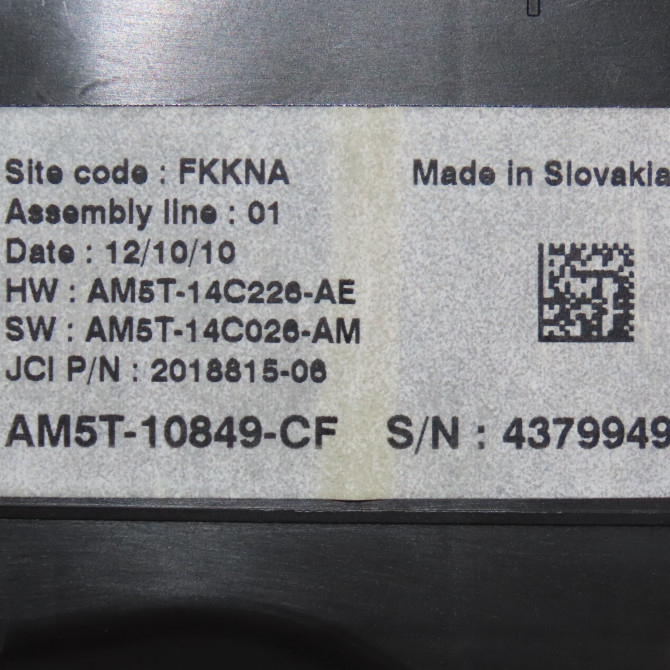 Site code : FKKNA
Made in Slovakia
Assembly line : 01
Date : 12/10/10
HW : AM5T-14C226-AE
SW : AM5T-14C026-AM
JCI P/N : 2018815-06
AM5T-10849-CF S/N : 4379949